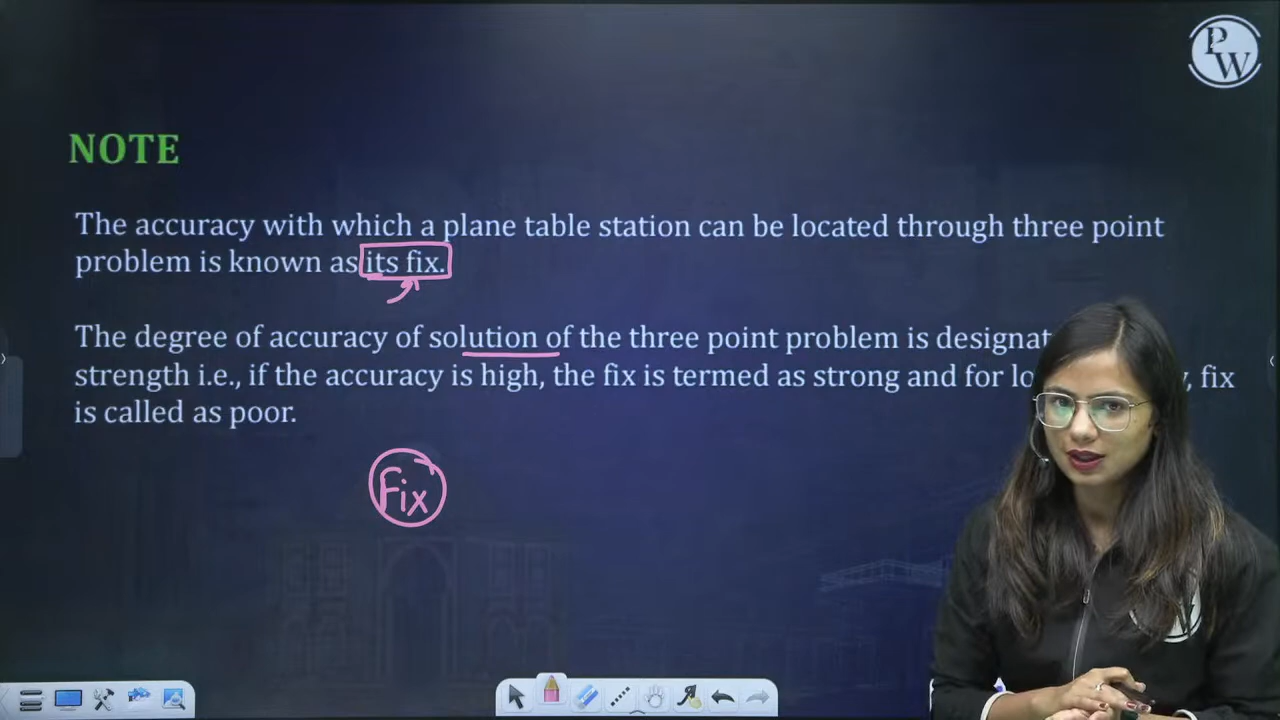 PW
NOTE
The accuracy with which a plane table station can be located through three point
problem is known as its fix.
The degree of accuracy of solution of the three point problem is
strength i.e., if the accuracy is high, the fix is termed as strong and for fix
is called as poor.
Fix